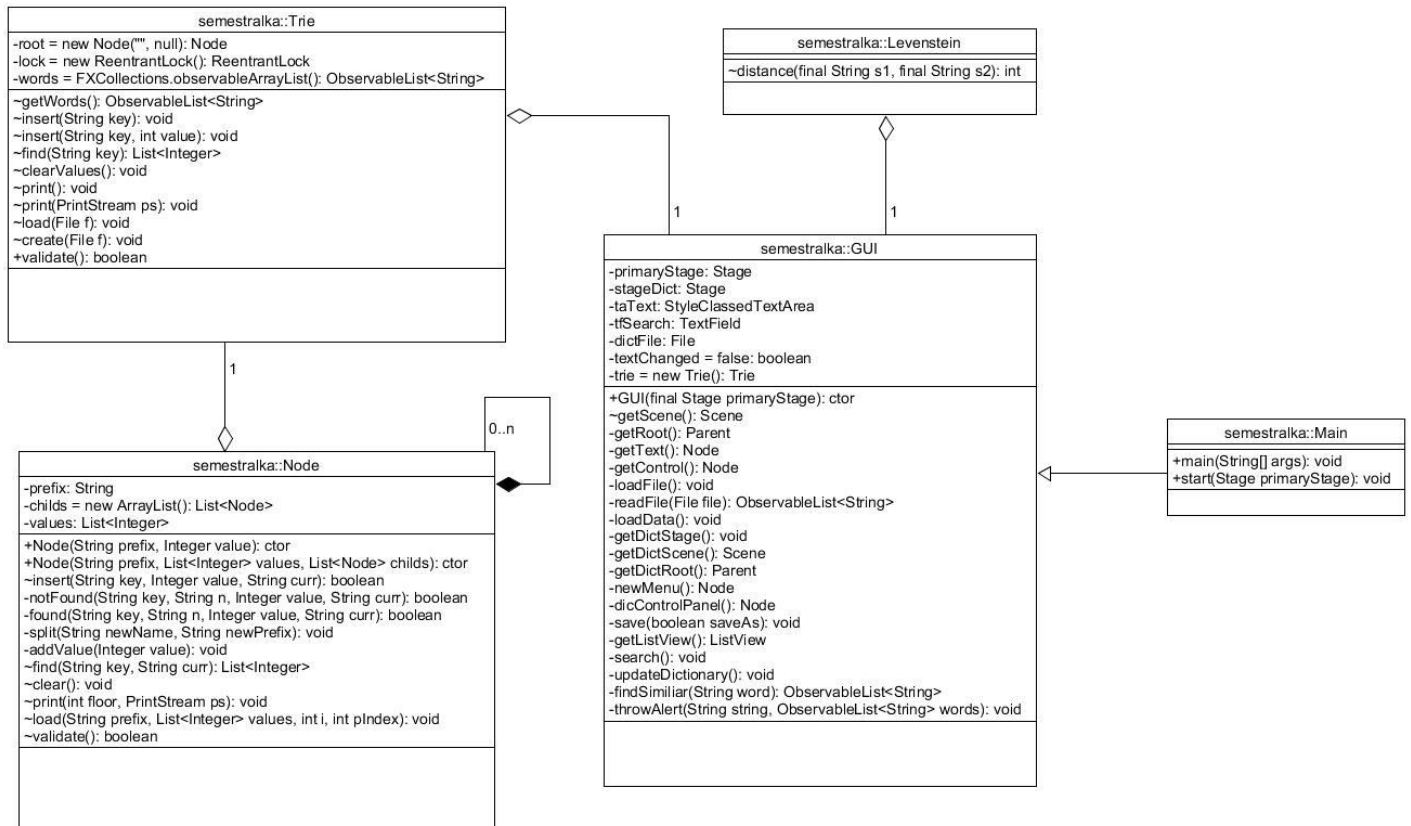 semestralka::Trie
-root = new Node("", null): Node
-lock = new ReentrantLock(): ReentrantLock
-words = FXCollections.observableArrayList(): ObservableList<String>
~getWords(): ObservableList<String>
~insert(String key): void
~insert(String key, int value): void
~find(String key): List<Integer>
~clearValues(): void
~print(): void
~print(PrintStream ps): void
~load(File f): void
~create(File f): void
+validate(): boolean
semestralka::Levenstein
~distance(final String s1, final String s2): int
1
1
1
semestralka::GUI
-primaryStage: Stage
-stageDict: Stage
-taText: StyleClassedTextArea
-tfSearch: TextField
-dictFile: File
-textChanged = false: boolean
-trie = new Trie(): Trie
+GUI(final Stage primaryStage): ctor
~getScene(): Scene
-getRoot(): Parent
-getText(): Node
-getControl(): Node
-loadFile(): void
-readFile(File file): ObservableList<String>
-loadData(): void
-getDictStage(): void
-getDictScene(): Scene
-getDictRoot(): Parent
-newMenu(): Node
-dicControlPanel(): Node
-save(boolean saveAs): void
-getListView(): ListView
-search(): void
-updateDictionary(): void
-findSimiliar(String word): ObservableList<String>
-throwAlert(String string, ObservableList<String> words): void
semestralka::Main
+main(String[] args): void
+start(Stage primaryStage): void
0..n
semestralka::Node
-prefix: String
-childs = new ArrayList(): List<Node>
-values: List<Integer>
+Node(String prefix, Integer value): ctor
+Node(String prefix, List<Integer> values, List<Node> childs): ctor
~insert(String key, Integer value, String curr): boolean
-notFound(String key, String n, Integer value, String curr): boolean
-found(String key, String n, Integer value, String curr): boolean
-split(String newName, String newPrefix): void
-addValue(Integer value): void
~find(String key, String curr): List<Integer>
~clear(): void
~print(int floor, PrintStream ps): void
~load(String prefix, List<Integer> values, int i, int pIndex): void
~validate(): boolean